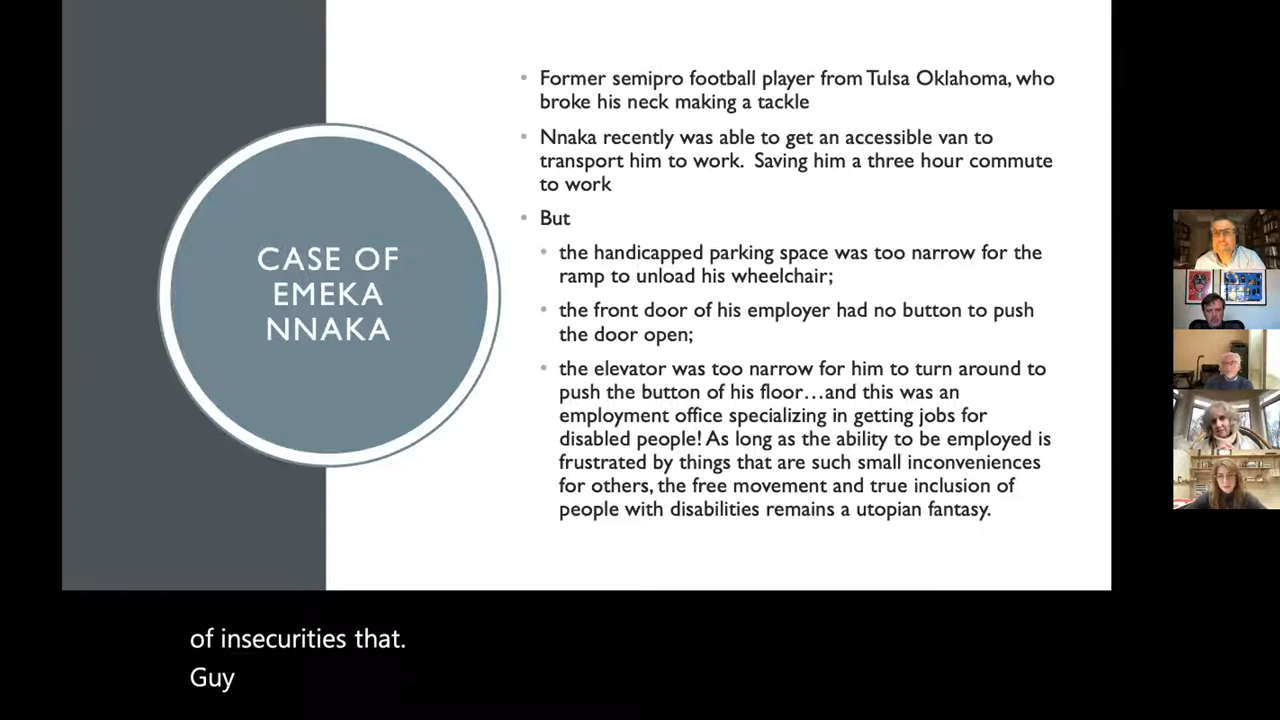 CASE OF
EMEKA
NNAKA
• Former semipro football player from Tulsa Oklahoma, who
broke his neck making a tackle
• Nnaka recently was able to get an accessible van to
transport him to work.  Saving him a three hour commute
to work
• But
• the handicapped parking space was too narrow for the
ramp to unload his wheelchair;
• the front door of his employer had no button to push
the door open;
• the elevator was too narrow for him to turn around to
push the button of his floor…and this was an
employment office specializing in getting jobs for
disabled people! As long as the ability to be employed is
frustrated by things that are such small inconveniences
for others, the free movement and true inclusion of
people with disabilities remains a utopian fantasy.
of insecurities that.
Guy